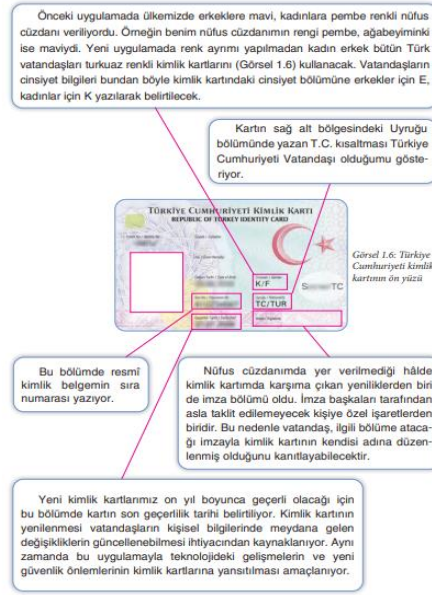 Önceki uygulamada ülkemizde erkeklere mavi, kadınlara pembe renkli nüfus
cüzdanı veriliyordu. Örneğin benim nüfus cüzdanımın rengi pembe, ağabeyiminki
ise maviydi. Yeni uygulamada renk ayrımı yapılmadan kadın erkek bütün Türk
vatandaşları turkuaz renkli kimlik kartlarını (Görsel 1.6) kullanacak. Vatandaşların
cinsiyet bilgileri bundan böyle kimlik kartındaki cinsiyet bölümüne erkekler için E,
kadınlar için K yazılarak belirtilecek.
Kartın sağ alt bölgesindeki Uyruğu
bölümünde yazan T.C. kısaltması Türkiye
Cumhuriyeti Vatandaşı olduğumu göste-
riyor.
TÜRKİYE CUMHURİYETİ KİMLİK KARTI
REPUBLIC OF TURKEY IDENTITY CARD
K/F
TC/TUR
Görsel 1.6: Türkiye
Cumhuriyeti kimlik
kartının ön yüzü
Bu bölümde resmî
kimlik belgemin sıra
numarası yazıyor.
Nüfus cüzdanımda yer verilmediği hâlde
kimlik kartımda karşıma çıkan yeniliklerden biri
de imza bölümü oldu. İmza başkaları tarafından
asla taklit edilemeyecek kişiye özel işaretlerden
biridir. Bu nedenle vatandaş, ilgili bölüme ataca-
ğı imzayla kimlik kartının kendisi adına düzen-
lenmiş olduğunu kanıtlayabilecektir.
Yeni kimlik kartlarımız on yıl boyunca geçerli olacağı için
bu bölümde kartın son geçerlilik tarihi belirtiliyor. Kimlik kartının
yenilenmesi vatandaşların kişisel bilgilerinde meydana gelen
değişikliklerin güncellenebilmesi ihtiyacından kaynaklanıyor. Aynı
zamanda bu uygulamayla teknolojideki gelişmelerin ve yeni
güvenlik önlemlerinin kimlik kartlarına yansıtılması amaçlanıyor.